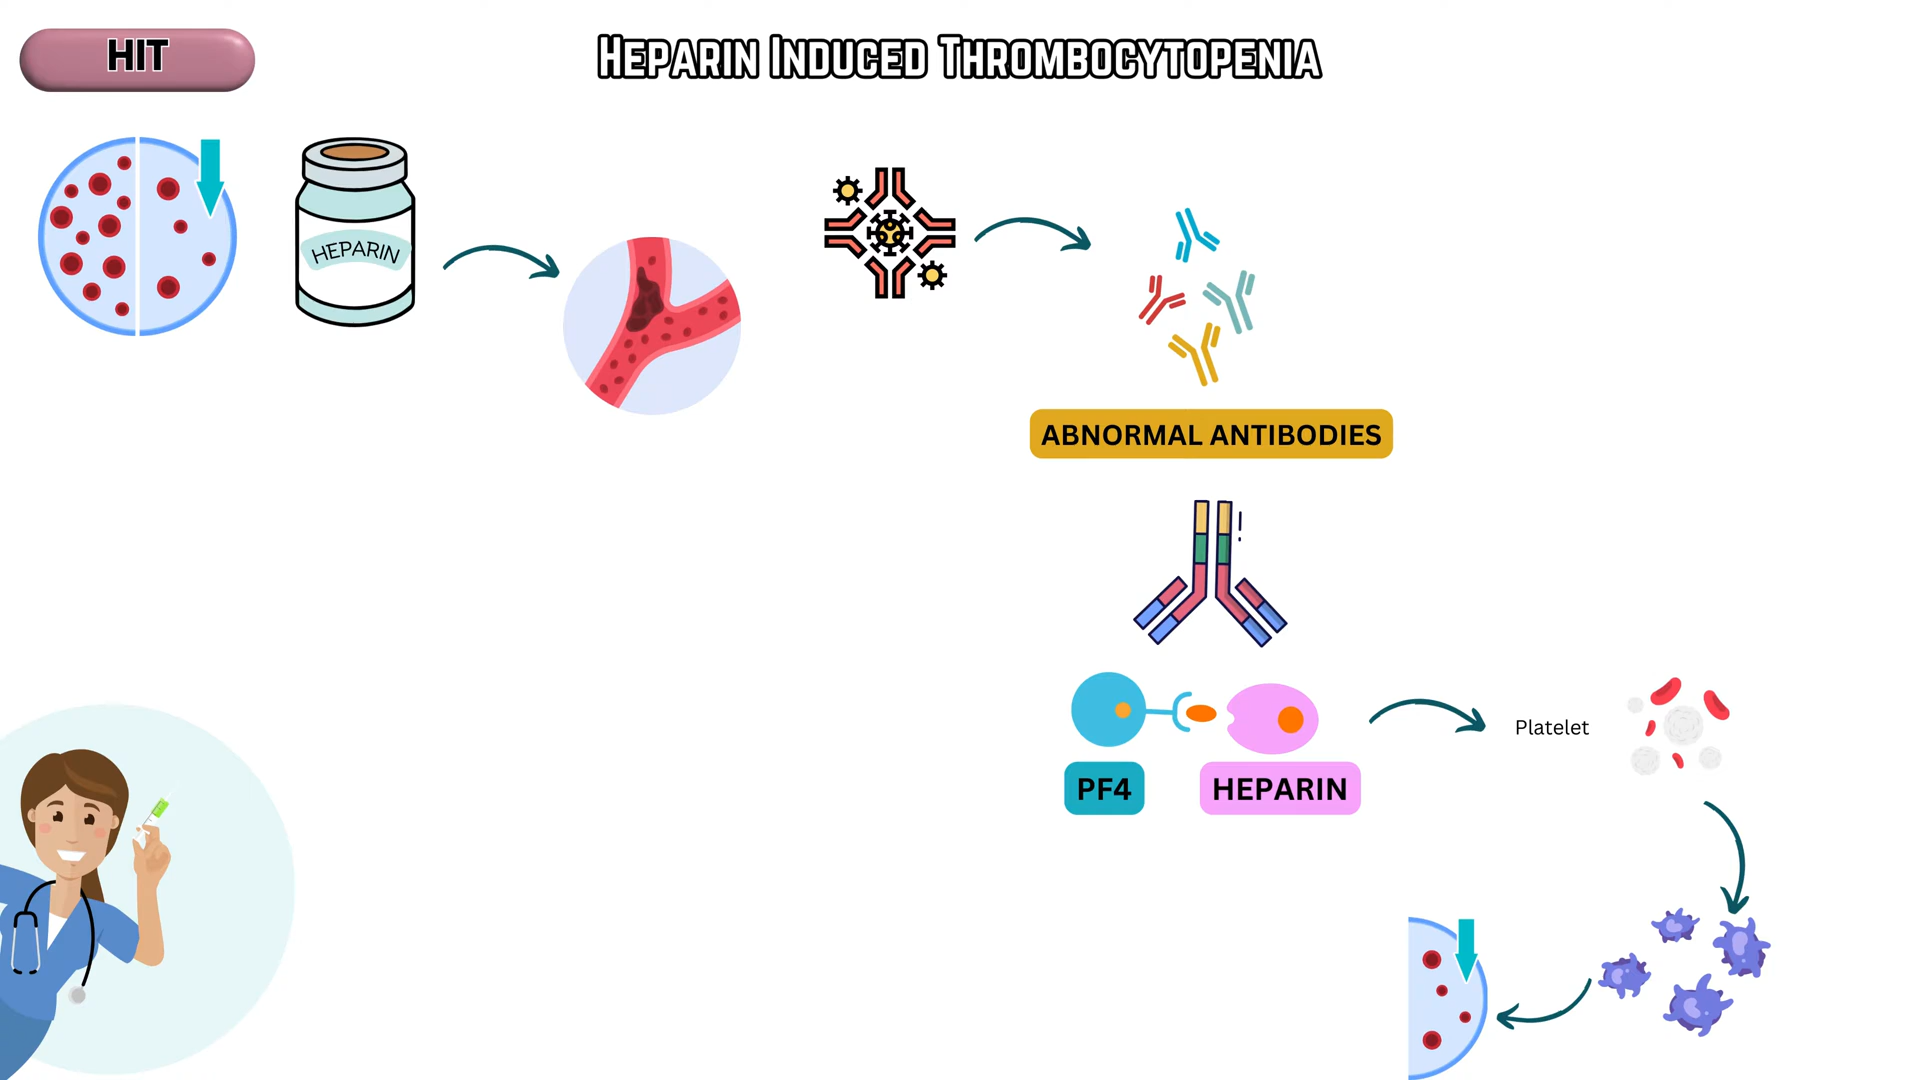 HIT
HEPARIN INDUCED THROMBOCYTOPENIA
HEPARIN
ABNORMAL ANTIBODIES
PF4
HEPARIN
Platelet